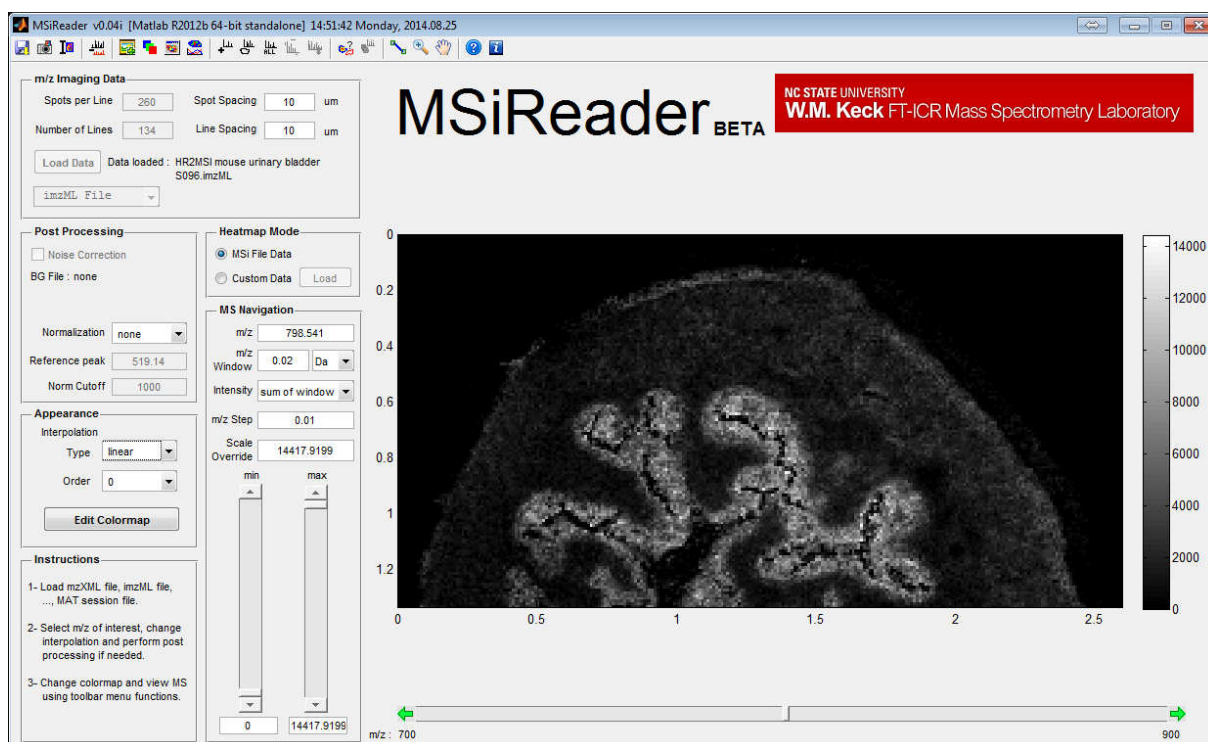 MSiReader v0.04i [Matlab R2012b 64-bit standalone] 14:51:42 Monday, 2014.08.25
m/z Imaging Data
Spots per Line 260 Spot Spacing 10 um
Number of Lines 134 Line Spacing 10 um
Load Data Data loaded : HR2MSI mouse urinary bladder
S096.imzML
imzML File
MSiReader BETA
NC STATE UNIVERSITY
W.M. Keck FT-ICR Mass Spectrometry Laboratory
Post Processing
Noise Correction
BG File : none
Normalization none
Reference peak 519.14
Norm Cutoff 1000
Appearance
Interpolation
Type linear
Order 0
Edit Colormap
Instructions
1- Load mzXML file, imzML file,
..., MAT session file.
2- Select m/z of interest, change
interpolation and perform post
processing if needed.
3- Change colormap and view MS
using toolbar menu functions.
Heatmap Mode
MSi File Data
Custom Data Load
MS Navigation
m/z 798.541
m/z
Window 0.02 Da
Intensity sum of window
m/z Step 0.01
Scale
Override 14417.9199
min max
0 14417.9199
0
0.2
0.4
0.6
0.8
1
1.2
0 0.5 1 1.5 2 2.5
14000
12000
10000
8000
6000
4000
2000
0
m/z : 700 900